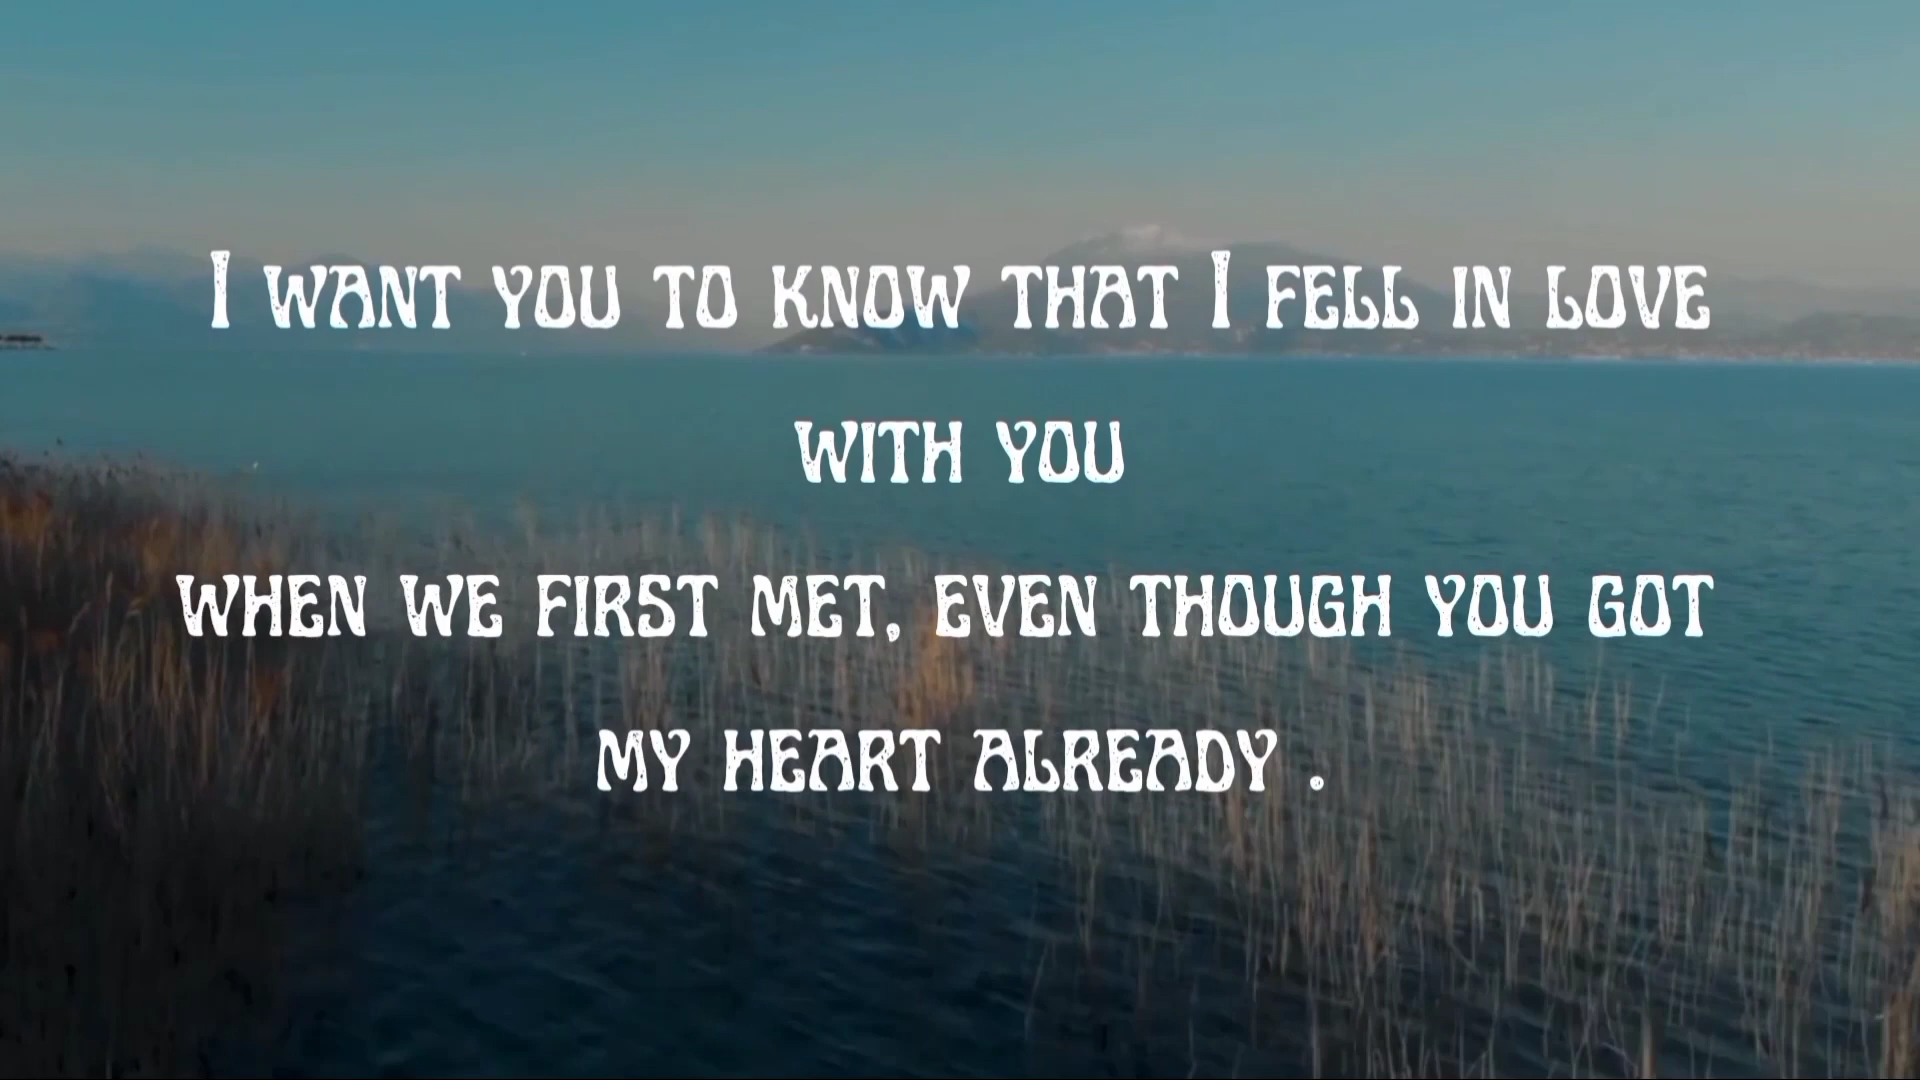 I want you to know that I fell in love
with you
when we first met, even though you got
my heart already .